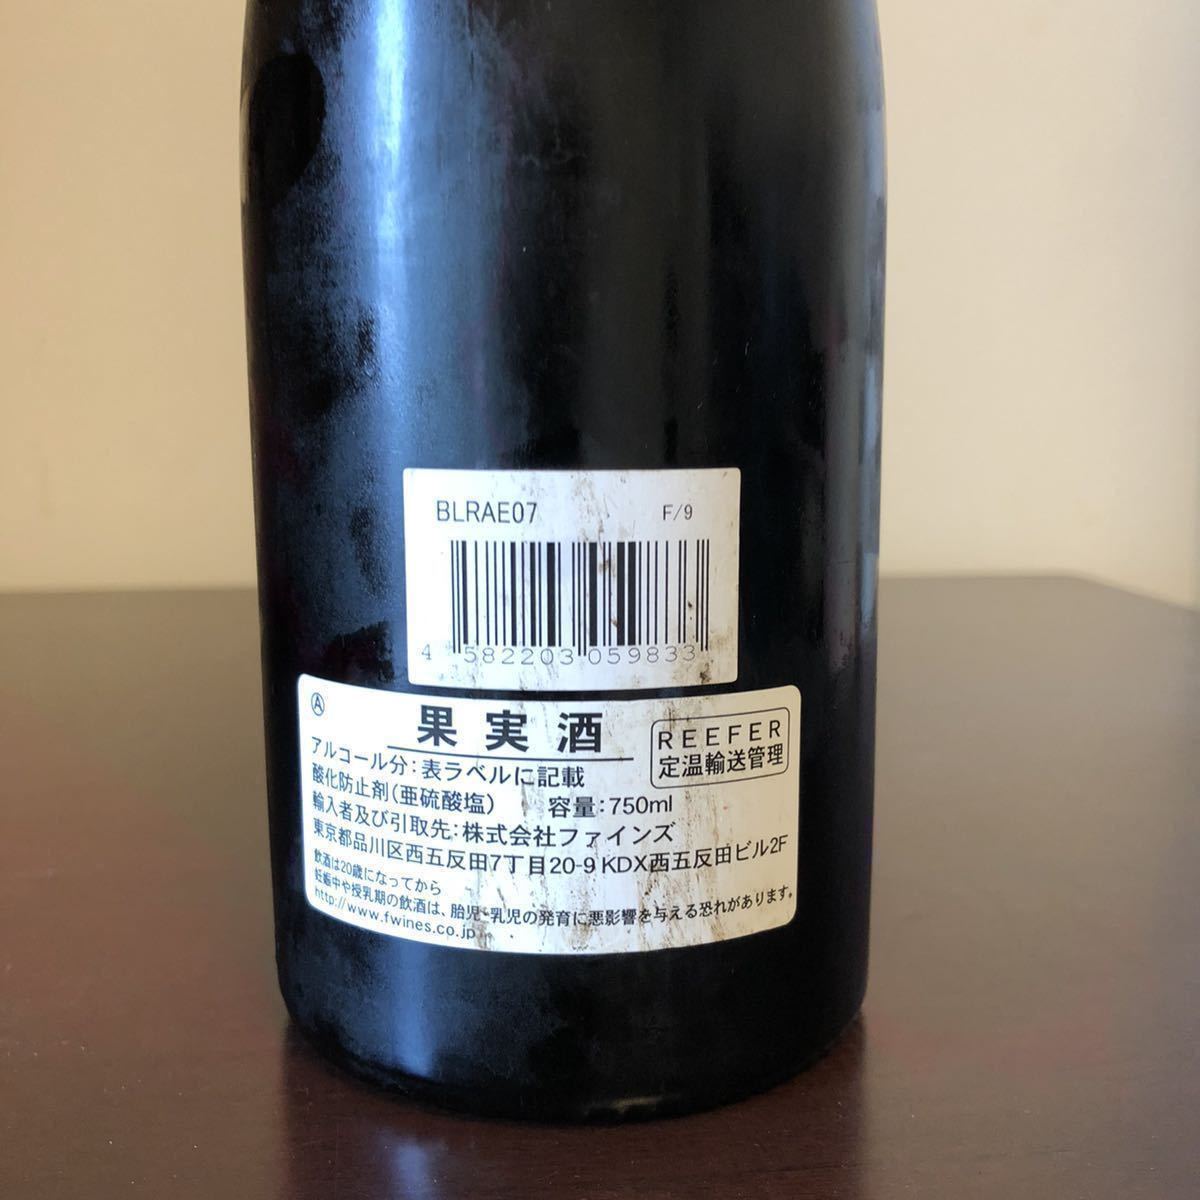 BLRAE07 F/9
4 582203 059833
Ⓐ 果実酒
REEFER
定温輸送管理
アルコール分:表ラベルに記載
酸化防止剤(亜硫酸塩) 容量:750ml
輸入者及び引取先:株式会社ファインズ
東京都品川区西五反田7丁目20-9 KDX西五反田ビル2F
飲酒は20歳になってから
妊娠中や授乳期の飲酒は、胎児・乳児の発育に悪影響を与える恐れがあります。
http://www.fwines.co.jp